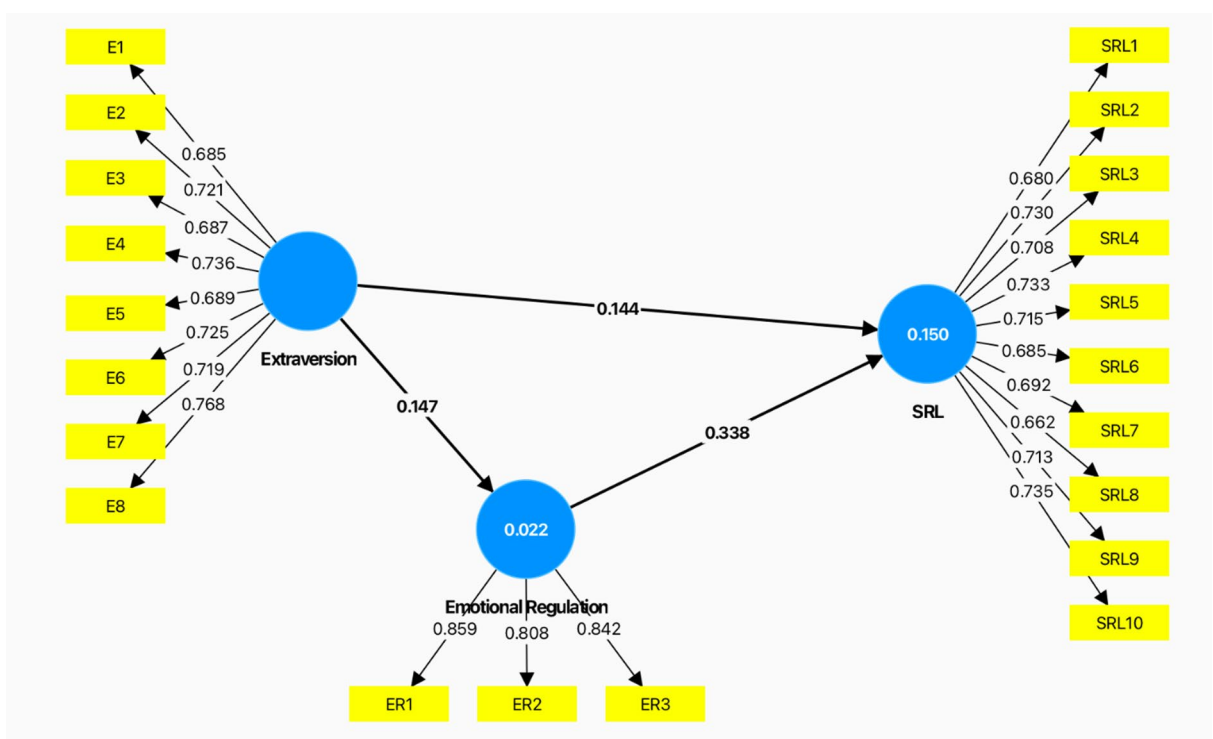 E1
E2
E3
E4
E5
E6
E7
E8
0.685
0.721
0.687
0.736
0.689
0.725
0.719
0.768
Extraversion
0.144
0.147
0.338
0.022
Emotional Regulation
0.859
0.808
0.842
ER1
ER2
ER3
0.150
SRL
0.680
0.730
0.708
0.733
0.715
0.685
0.692
0.662
0.713
0.735
SRL1
SRL2
SRL3
SRL4
SRL5
SRL6
SRL7
SRL8
SRL9
SRL10